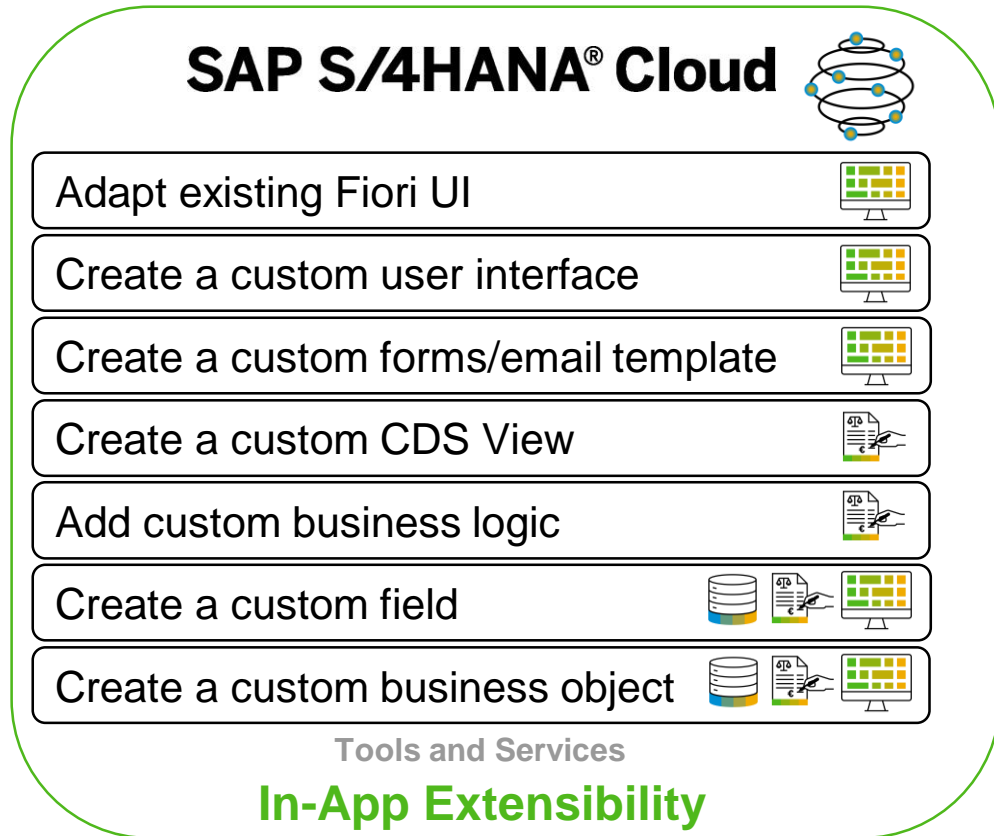 SAP S/4HANA® Cloud
Adapt existing Fiori UI
Create a custom user interface
Create a custom forms/email template
Create a custom CDS View
Add custom business logic
Create a custom field
Create a custom business object
Tools and Services
In-App Extensibility